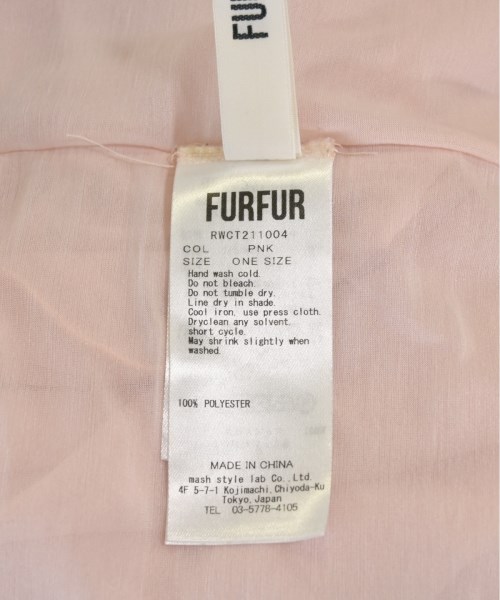 FUR
FURFUR
RWCT211004
COL PNK
SIZE ONE SIZE
Hand wash cold.
Do not bleach.
Do not tumble dry.
Line dry in shade.
Cool iron, use press cloth.
Dryclean any solvent.
short cycle.
May shrink slightly when
washed.
100% POLYESTER
MADE IN CHINA
mash style lab Co.,Ltd.
4F 5-7-1 Kojimachi,Chiyoda-Ku
Tokyo,Japan
TEL 03-5778-4105